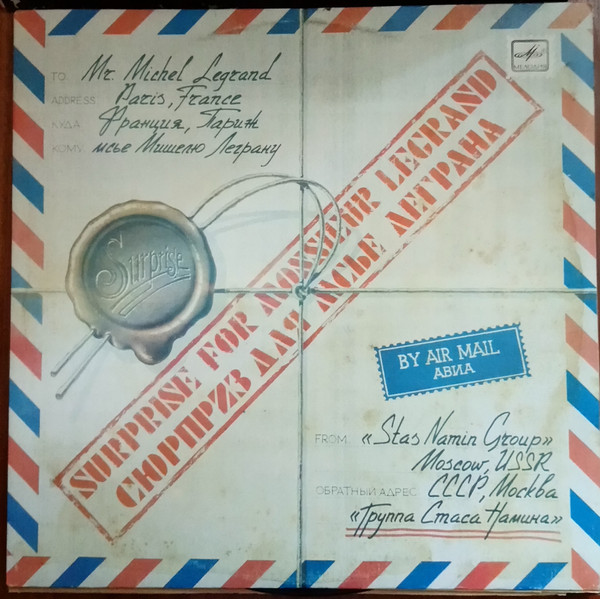 TO: Mr. Michel Legrand
ADDRESS: Paris, France
КУДА: Франция, Париж
КОМУ: мсье Мишелю Леграну
МЕЛОДИЯ
Surprise
SURPRISE FOR MONSIEUR LEGRAND
СЮРПРИЗ ДЛЯ МСЬЕ ЛЕГРАНА
BY AIR MAIL
АВИА
FROM: «Stas Namin Group»
Moscow, USSR
ОБРАТНЫЙ АДРЕС: СССР, Москва
«Группа Стаса Намина»